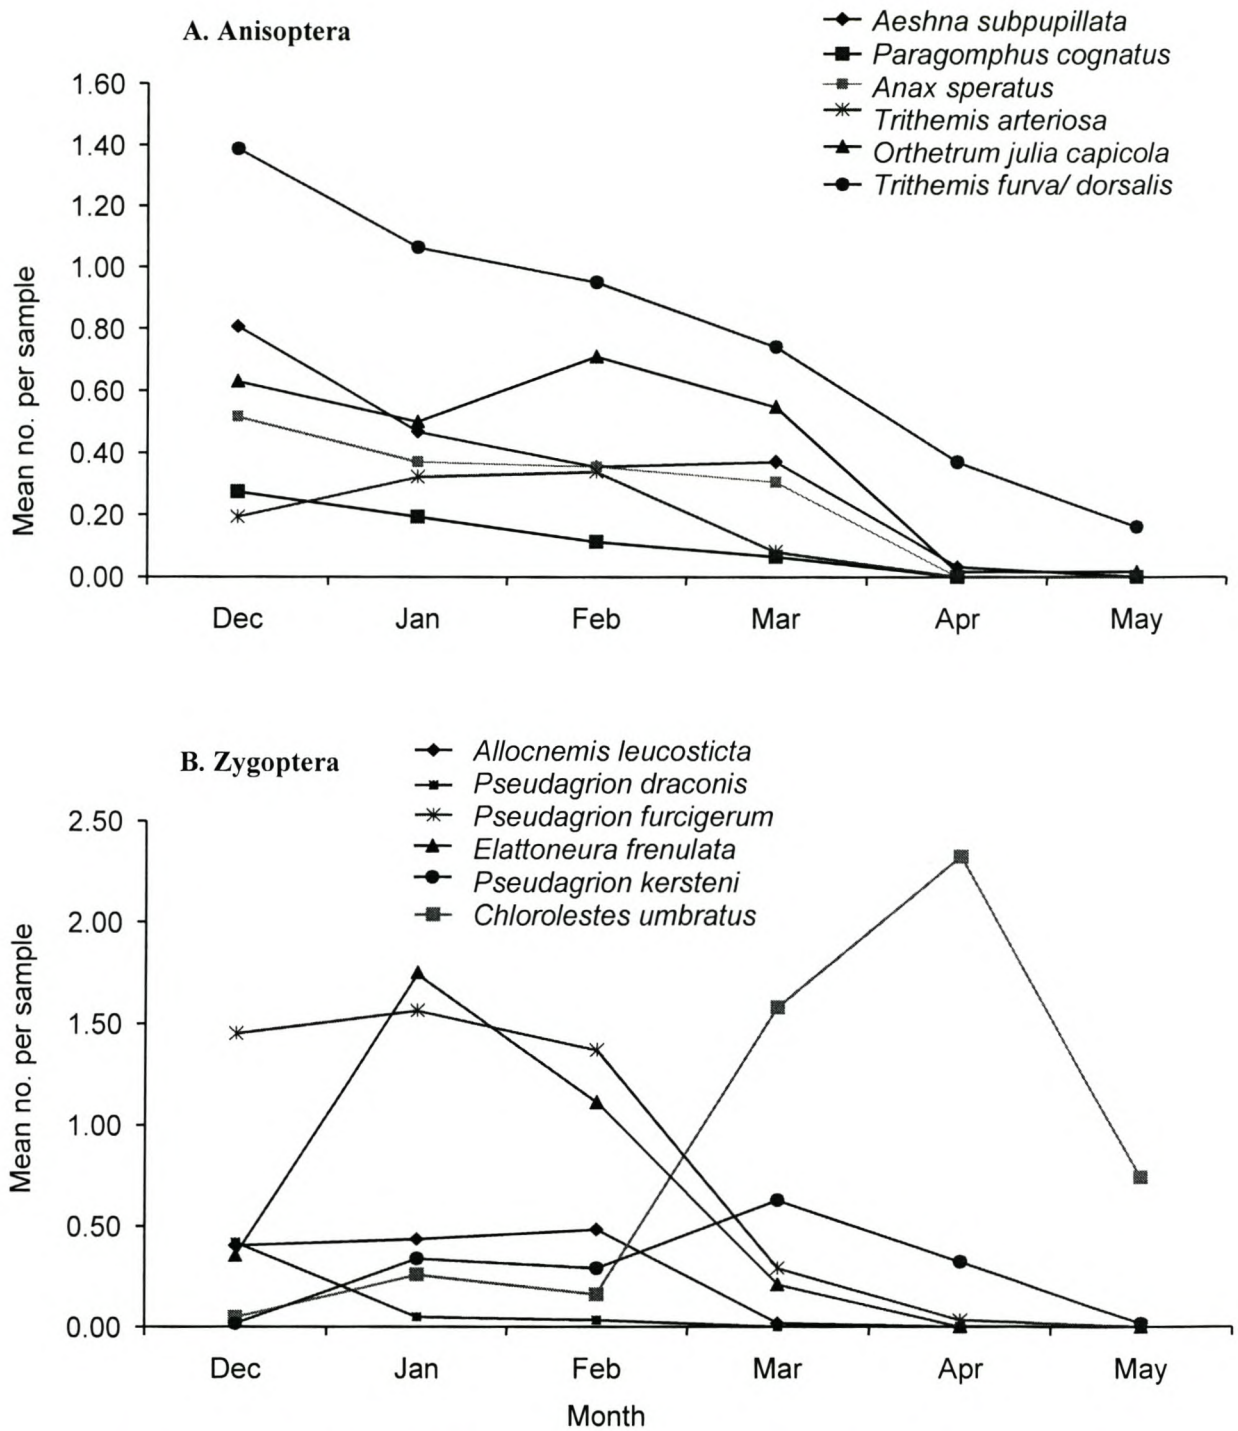 A. Anisoptera
Aeshna subpupillata
Paragomphus cognatus
Anax speratus
Trithemis arteriosa
Orthetrum julia capicola
Trithemis furva/ dorsalis
Mean no. per sample
1.60
1.40
1.20
1.00
0.80
0.60
0.40
0.20
0.00
Dec Jan Feb Mar Apr May
B. Zygoptera
Allocnemis leucosticta
Pseudagrion draconis
Pseudagrion furcigerum
Elattoneura frenulata
Pseudagrion kersteni
Chlorolestes umbratus
Mean no. per sample
2.50
2.00
1.50
1.00
0.50
0.00
Dec Jan Feb Mar Apr May
Month